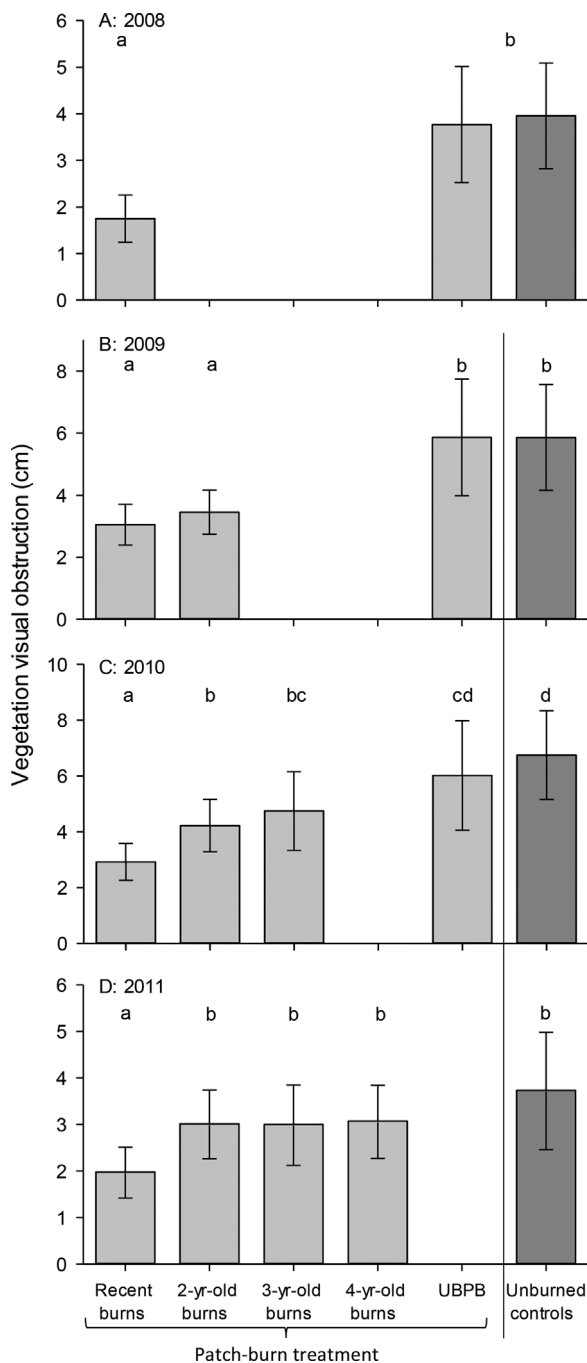 A: 2008
a b
6
5
4
3
2
1
0
B: 2009
a a b b
8
6
4
2
0
C: 2010
a b bc cd d
10
8
6
4
2
0
D: 2011
a b b b b
6
5
4
3
2
1
0
Vegetation visual obstruction (cm)
Recent 2-yr-old 3-yr-old 4-yr-old UBPB Unburned
burns burns burns burns controls
Patch-burn treatment